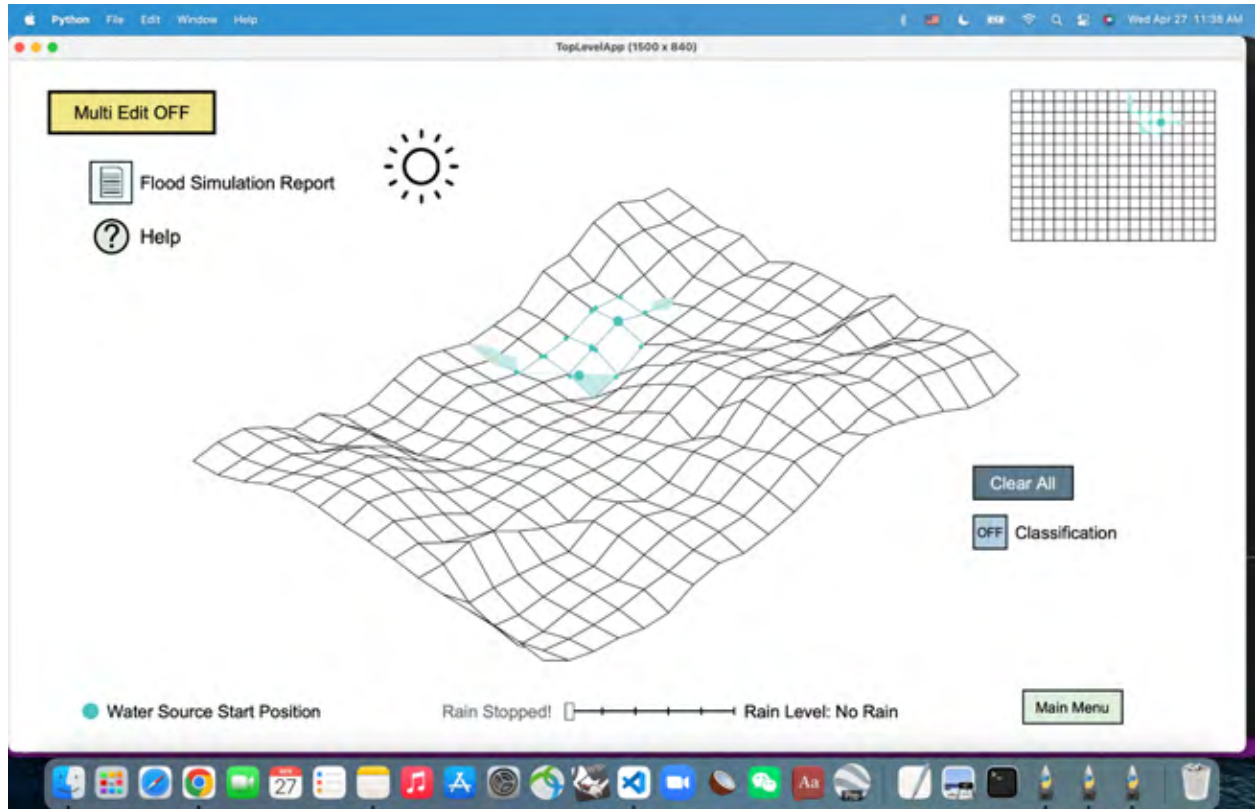 Python File Edit Window Help
Wed Apr 27 11:38 AM
TopLevelApp (1500 x 840)
Multi Edit OFF
Flood Simulation Report
? Help
Clear All
OFF Classification
Water Source Start Position
Rain Stopped!
Rain Level: No Rain
Main Menu
27
Aa